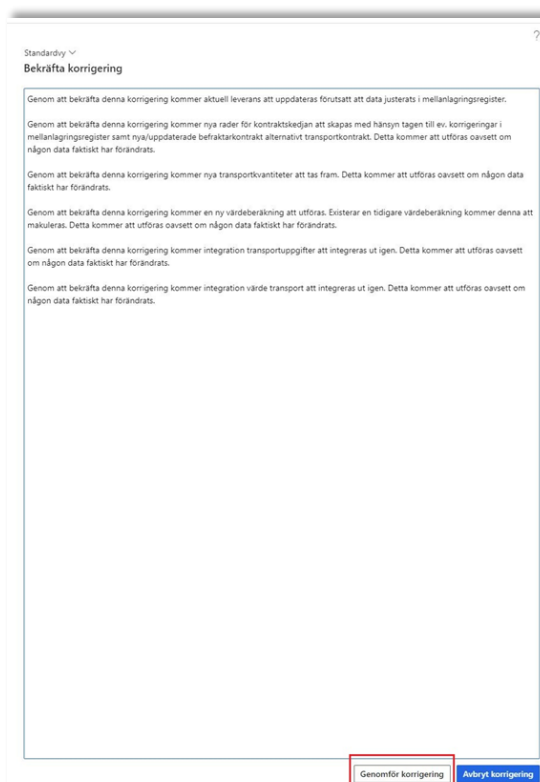 ?
Standardvy
Bekräfta korrigering
Genom att bekräfta denna korrigering kommer aktuell leverans att uppdateras förutsatt att data justerats i mellanlagringsregister.
Genom att bekräfta denna korrigering kommer nya rader för kontraktskedjan att skapas med hänsyn tagen till ev. korrigeringar i
mellanlagringsregister samt nya/uppdaterade befraktarkontrakt alternativt transportkontrakt. Detta kommer att utföras oavsett om
någon data faktiskt har förändrats.
Genom att bekräfta denna korrigering kommer nya transportkvantiteter att tas fram. Detta kommer att utföras oavsett om någon data
faktiskt har förändrats.
Genom att bekräfta denna korrigering kommer en ny värdeberäkning att utföras. Existerar en tidigare värdeberäkning kommer denna att
makuleras. Detta kommer att utföras oavsett om någon data faktiskt har förändrats.
Genom att bekräfta denna korrigering kommer integration transportuppgifter att integreras ut igen. Detta kommer att utföras oavsett
om någon data faktiskt har förändrats.
Genom att bekräfta denna korrigering kommer integration värde transport att integreras ut igen. Detta kommer att utföras oavsett om
någon data faktiskt har förändrats.
Genomför korrigering Avbryt korrigering